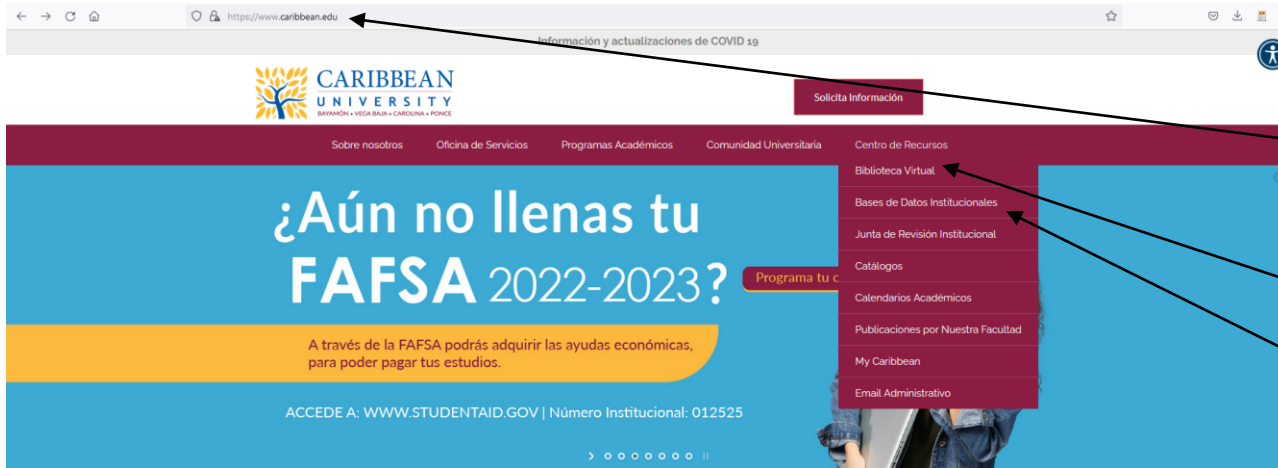 https://www.caribbean.edu
Información y actualizaciones de COVID 19
CARIBBEAN
UNIVERSITY
BAYAMÓN • VEGA BAJA • CAROLINA • PONCE
Solicita Información
Sobre nosotros
Oficina de Servicios
Programas Académicos
Comunidad Universitaria
Centro de Recursos
Biblioteca Virtual
Bases de Datos Institucionales
Junta de Revisión Institucional
Catálogos
Calendarios Académicos
Publicaciones por Nuestra Facultad
My Caribbean
Email Administrativo
¿Aún no llenas tu
FAFSA 2022-2023?
Programa tu c
A través de la FAFSA podrás adquirir las ayudas económicas,
para poder pagar tus estudios.
ACCEDE A: WWW.STUDENTAID.GOV | Número Institucional: 012525